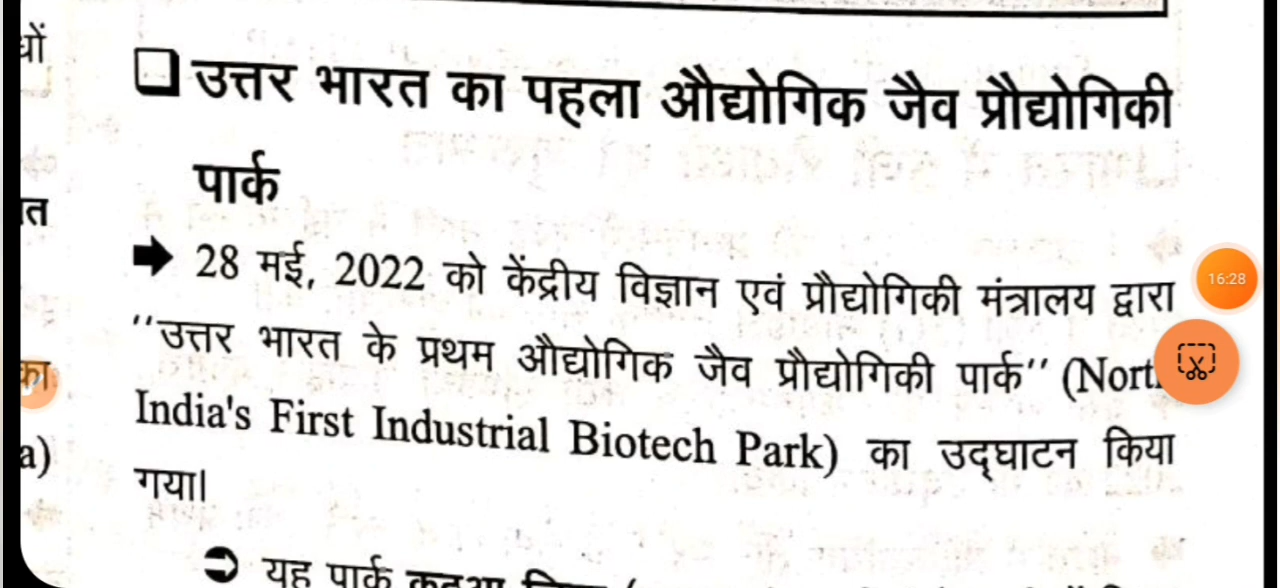 यों
❑ उत्तर भारत का पहला औद्योगिक जैव प्रौद्योगिकी
पार्क
त
➡ 28 मई, 2022 को केंद्रीय विज्ञान एवं प्रौद्योगिकी मंत्रालय द्वारा
16:28
‘‘उत्तर भारत के प्रथम औद्योगिक जैव प्रौद्योगिकी पार्क’’ (Nort
का
India's First Industrial Biotech Park) का उद्घाटन किया
a)
गया।
यह पार्क